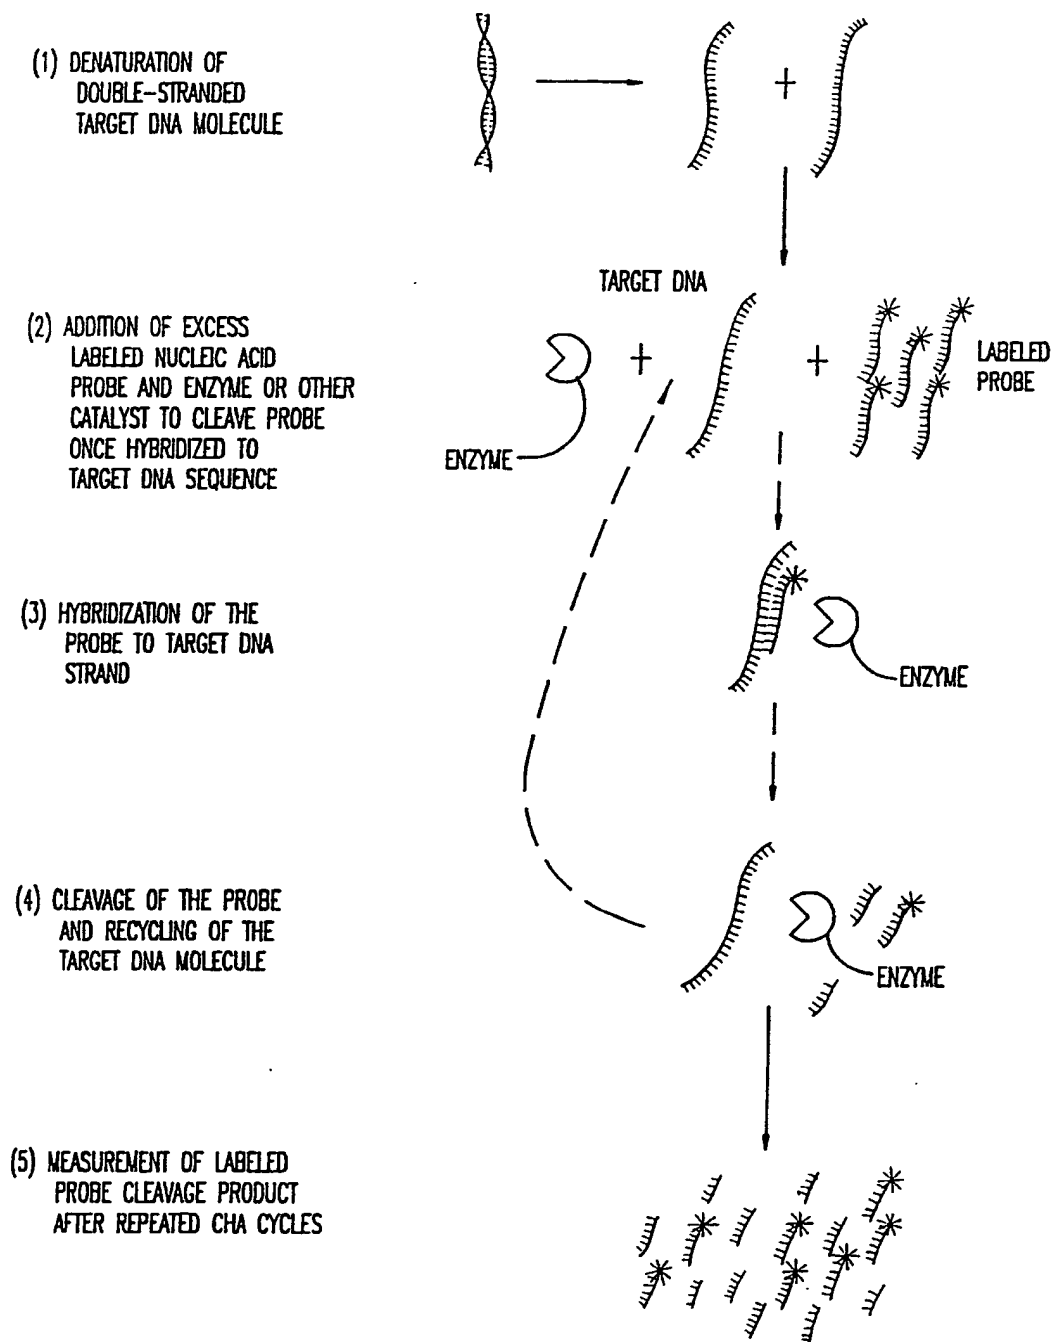 (1) DENATURATION OF
DOUBLE-STRANDED
TARGET DNA MOLECULE
TARGET DNA
(2) ADDITION OF EXCESS
LABELED NUCLEIC ACID
PROBE AND ENZYME OR OTHER
CATALYST TO CLEAVE PROBE
ONCE HYBRIDIZED TO
TARGET DNA SEQUENCE
ENZYME
LABELED
PROBE
(3) HYBRIDIZATION OF THE
PROBE TO TARGET DNA
STRAND
ENZYME
(4) CLEAVAGE OF THE PROBE
AND RECYCLING OF THE
TARGET DNA MOLECULE
ENZYME
(5) MEASUREMENT OF LABELED
PROBE CLEAVAGE PRODUCT
AFTER REPEATED CHA CYCLES